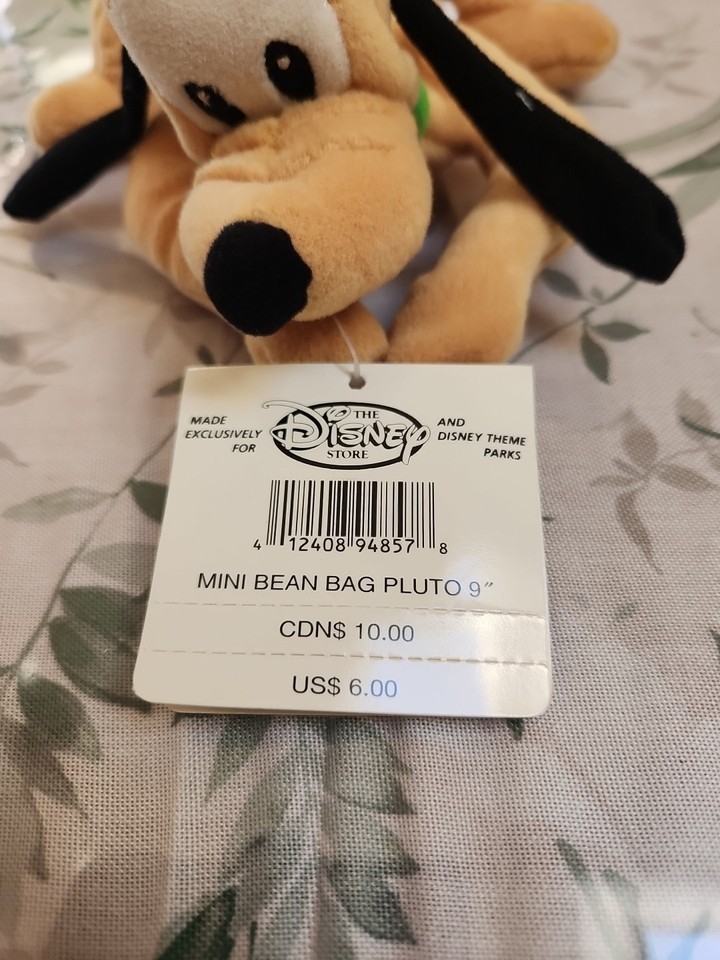 MADE
EXCLUSIVELY
FOR
THE
DISNEY
STORE
AND
DISNEY THEME
PARKS
4 12408 94857 8
MINI BEAN BAG PLUTO 9"
CDN$ 10.00
US$ 6.00